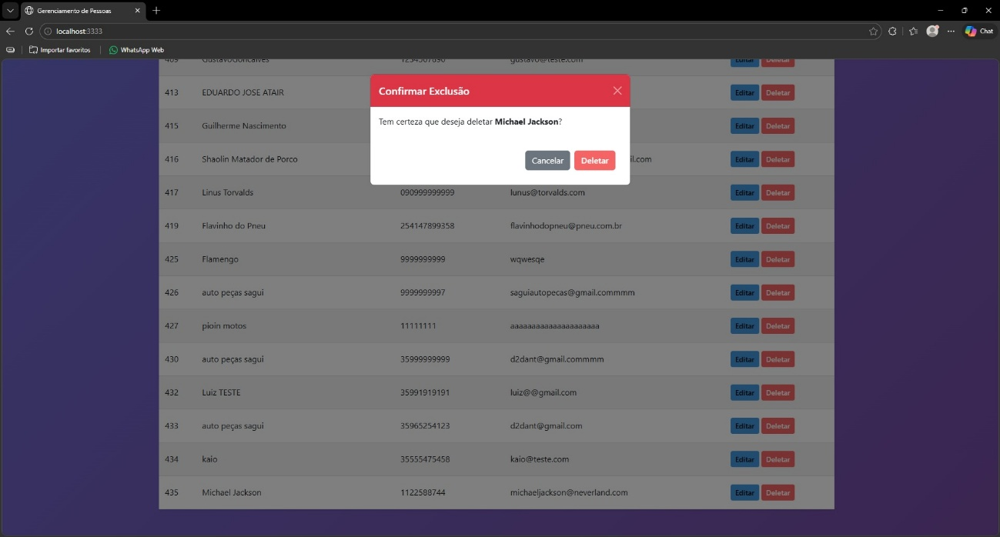 Gerenciamento de Pessoas
localhost:3333
Chat
Importar favoritos
WhatsApp Web
409 GustavoGoncalves 1234567890 gustavo@teste.com Editar Deletar
Confirmar Exclusão
413 EDUARDO JOSE ATAIR Editar Deletar
Tem certeza que deseja deletar Michael Jackson?
415 Guilherme Nascimento Editar Deletar
Cancelar Deletar
416 Shaolin Matador de Porco il.com Editar Deletar
417 Linus Torvalds 090999999999 lunus@torvalds.com Editar Deletar
419 Flavinho do Pneu 254147899358 flavinhodopneu@pneu.com.br Editar Deletar
425 Flamengo 9999999999 wqwesqe Editar Deletar
426 auto peças sagui 9999999997 saguiautopecas@gmail.commmm Editar Deletar
427 pioin motos 11111111 aaaaaaaaaaaaaaaaaaaaa Editar Deletar
430 auto peças sagui 35999999999 d2dant@gmail.commmm Editar Deletar
432 Luiz TESTE 35991919191 luiz@@gmail.com Editar Deletar
433 auto peças sagui 35965254123 d2dant@gmail.com Editar Deletar
434 kaio 35555475458 kaio@teste.com Editar Deletar
435 Michael Jackson 1122588744 michaeljackson@neverland.com Editar Deletar